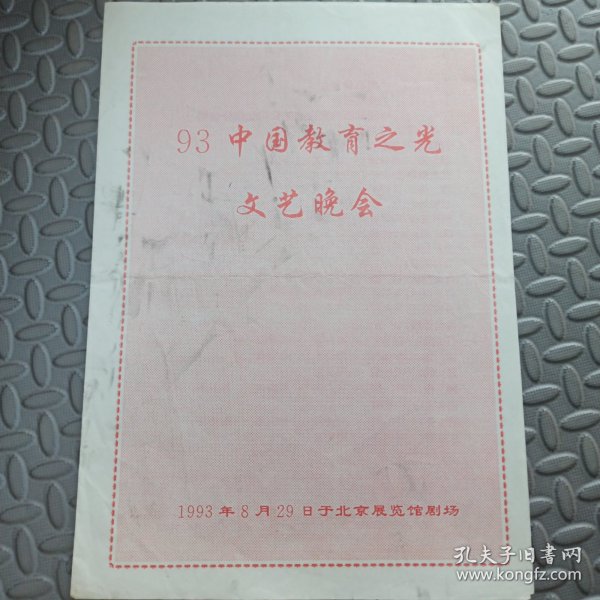 93 中国教育之光
文艺晚会
1993 年 8 月 29 日于北京展览馆剧场
孔夫子旧书网
www.kongfz.com